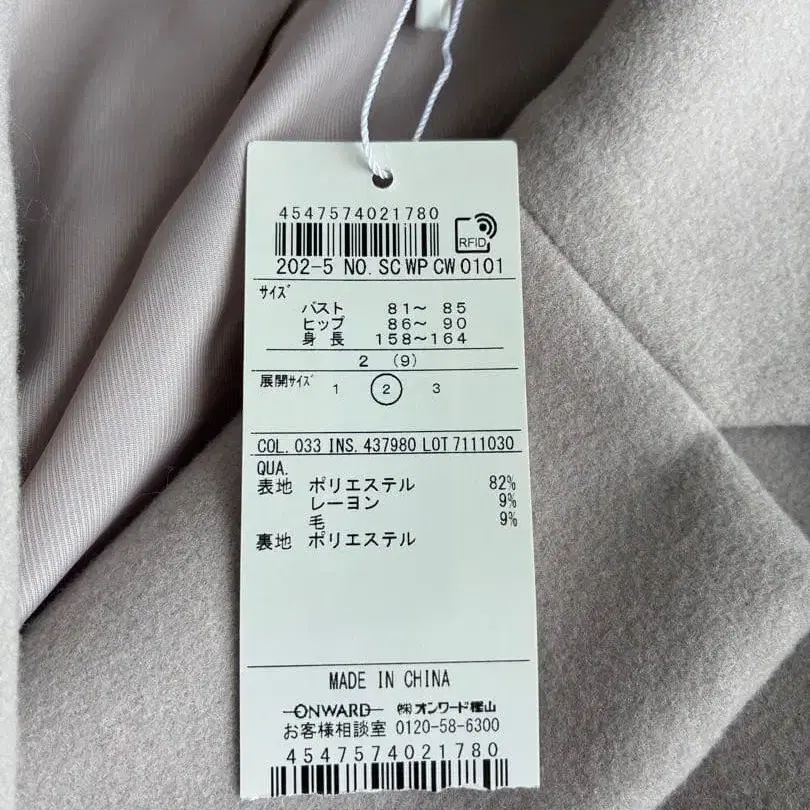 4547574021780
RFID
202-5 NO. SC WP CW 0101
サイズ
バスト 81～ 85
ヒップ 86～ 90
身長 158～164
2 (9)
展開サイズ 1 2 3
COL. 033 INS. 437980 LOT 7111030
QUA.
表地 ポリエステル 82%
レーヨン 9%
毛 9%
裏地 ポリエステル
MADE IN CHINA
ONWARD ㈱オンワード樫山
お客様相談室 0120-58-6300
4547574021780